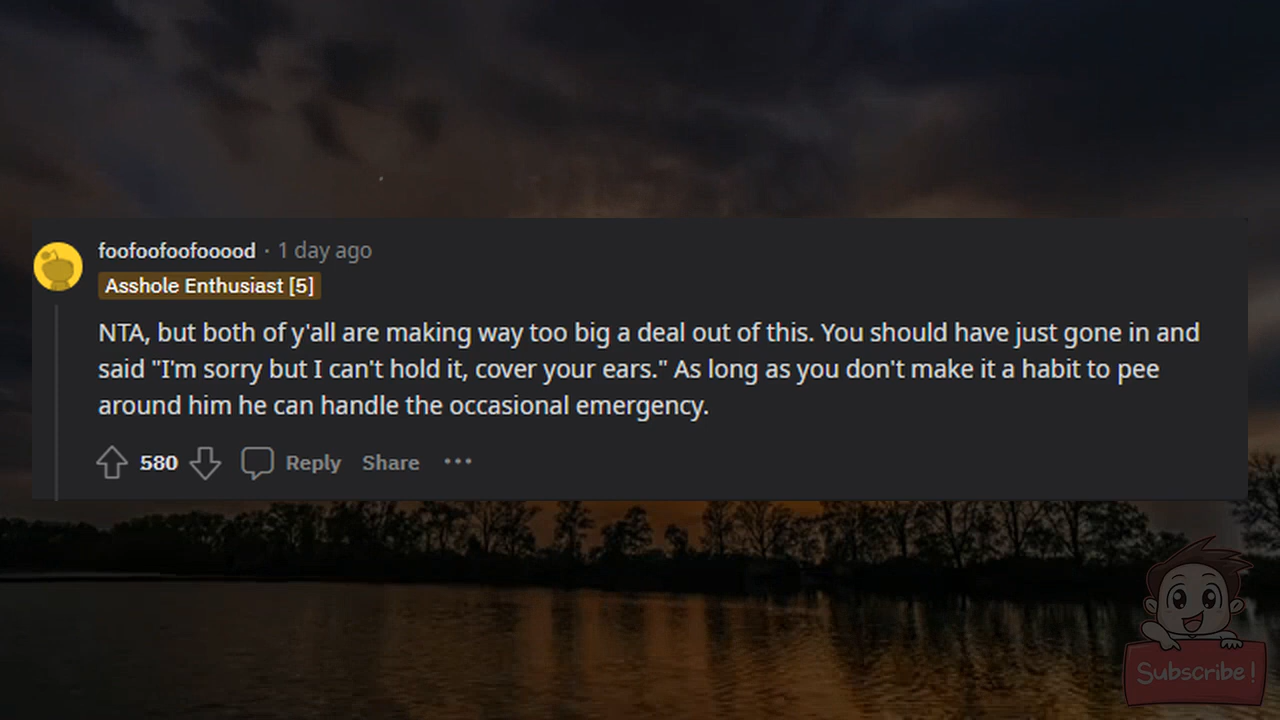 foofoofoofooood · 1 day ago
Asshole Enthusiast [5]
NTA, but both of y'all are making way too big a deal out of this. You should have just gone in and
said "I'm sorry but I can't hold it, cover your ears." As long as you don't make it a habit to pee
around him he can handle the occasional emergency.
580 Reply Share ···
Subscribe!